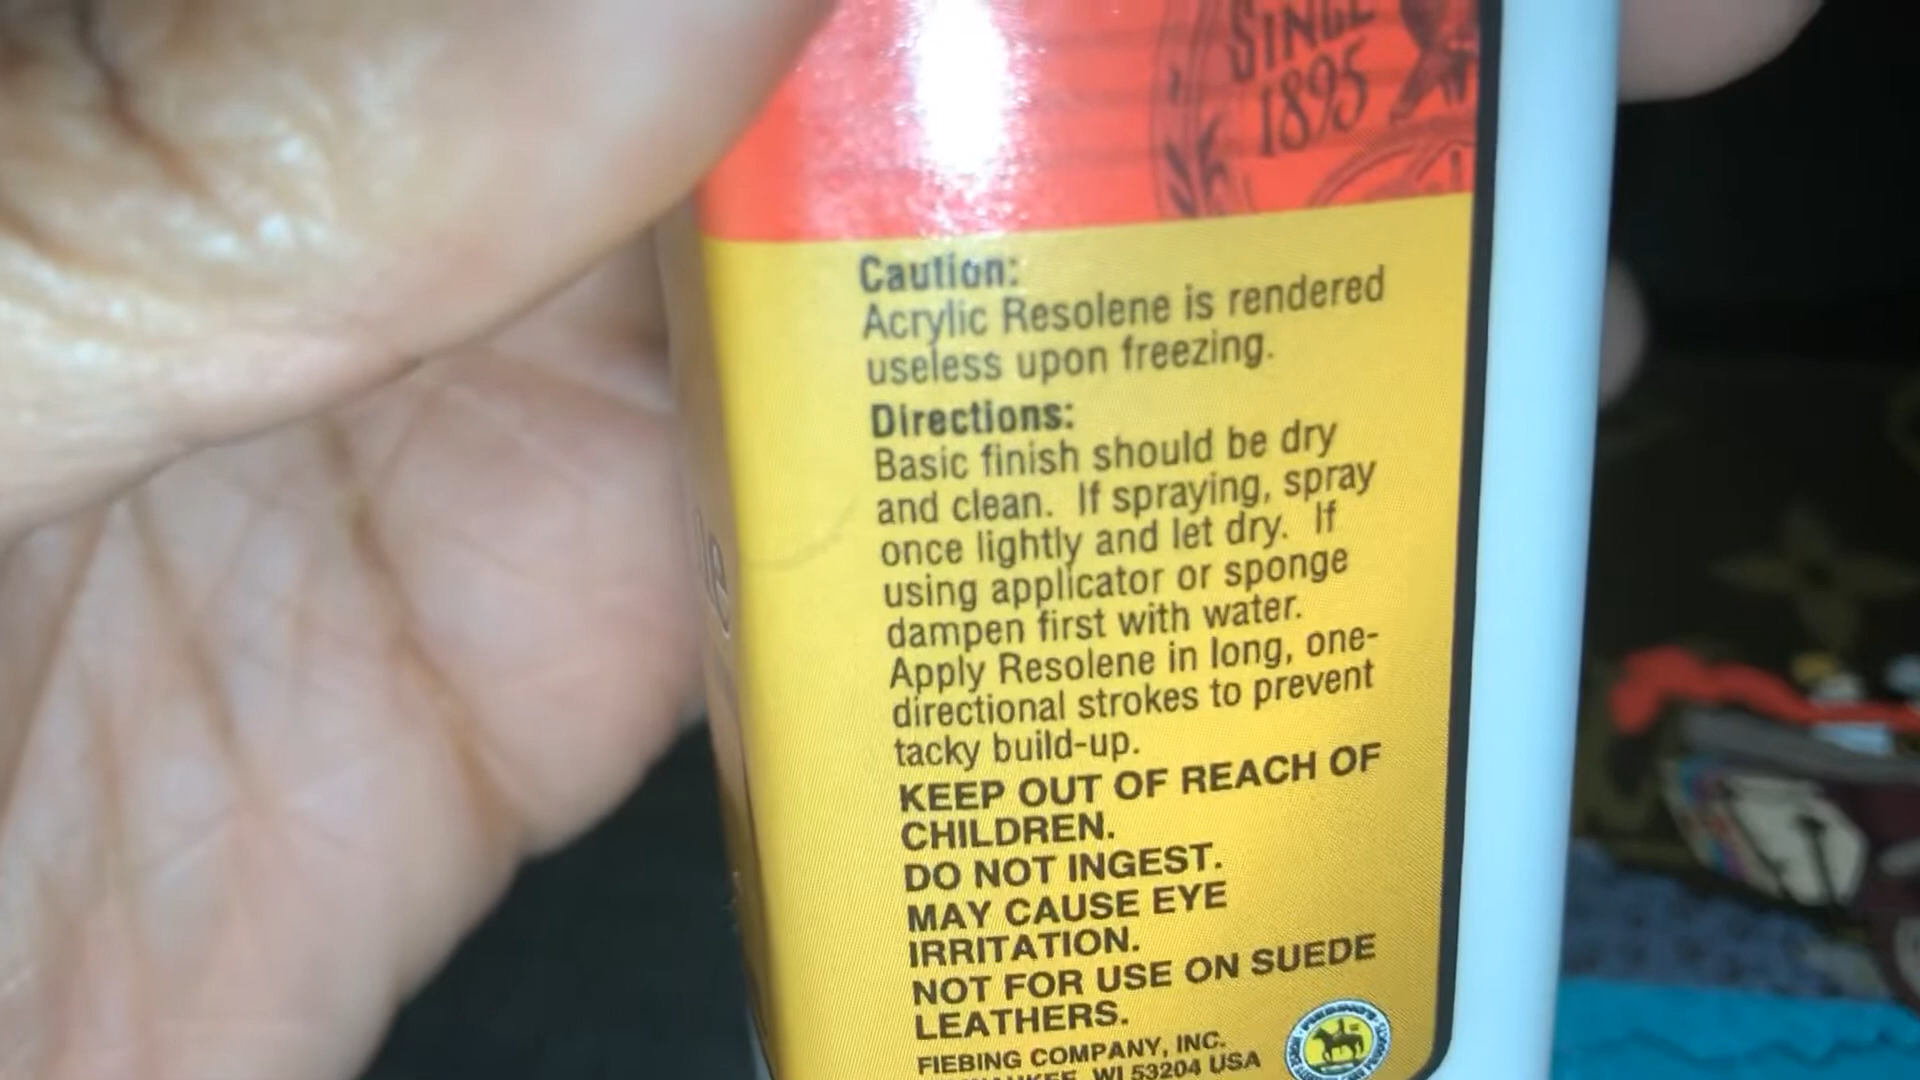 SINCE
1895
Caution:
Acrylic Resolene is rendered
useless upon freezing.
Directions:
Basic finish should be dry
and clean. If spraying, spray
once lightly and let dry. If
using applicator or sponge
dampen first with water.
Apply Resolene in long, one-
directional strokes to prevent
tacky build-up.
KEEP OUT OF REACH OF
CHILDREN.
DO NOT INGEST.
MAY CAUSE EYE
IRRITATION.
NOT FOR USE ON SUEDE
LEATHERS.
FIEBING COMPANY, INC.
WI 53204 USA